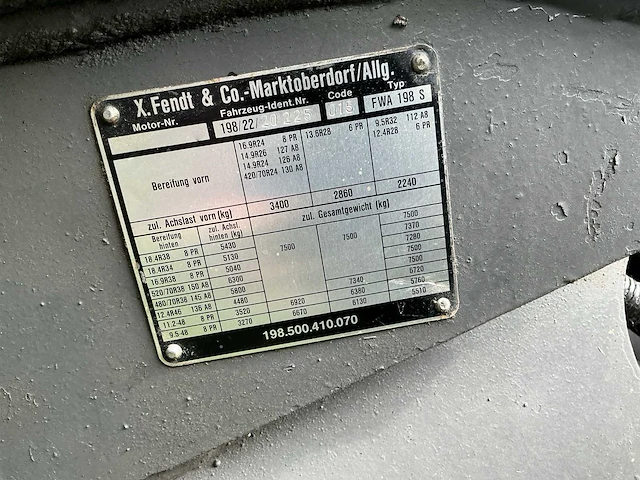 X.Fendt & Co.-Marktoberdorf/Allg.
Motor-Nr. Fahrzeug-Ident.Nr. Code Typ
198/22/ FWA 198 S
Bereifung vorn
16.9R24 8 PR 13.6R28 6 PR 9.5R32 112 A8
14.9R26 127 A8 12.4R28 6 PR
14.9R24 126 A8
420/70R24 130 A8
zul. Achslast vorn (kg) 3400 2860 2240
Bereifung hinten zul. Achsl. hinten (kg) zul. Gesamtgewicht (kg)
18.4R38 8 PR 5430 7500 7500 7500
18.4R34 8 PR 5130 7370
16.9R38 8 PR 5040 7280
520/70R38 150 A8 6300 7500
480/70R38 145 A8 5800 7500
12.4R46 136 A8 4480 7340 6720
11.2-48 8 PR 3520 6920 6380 5760
9.5-48 8 PR 3270 6670 6130 5510
198.500.410.070